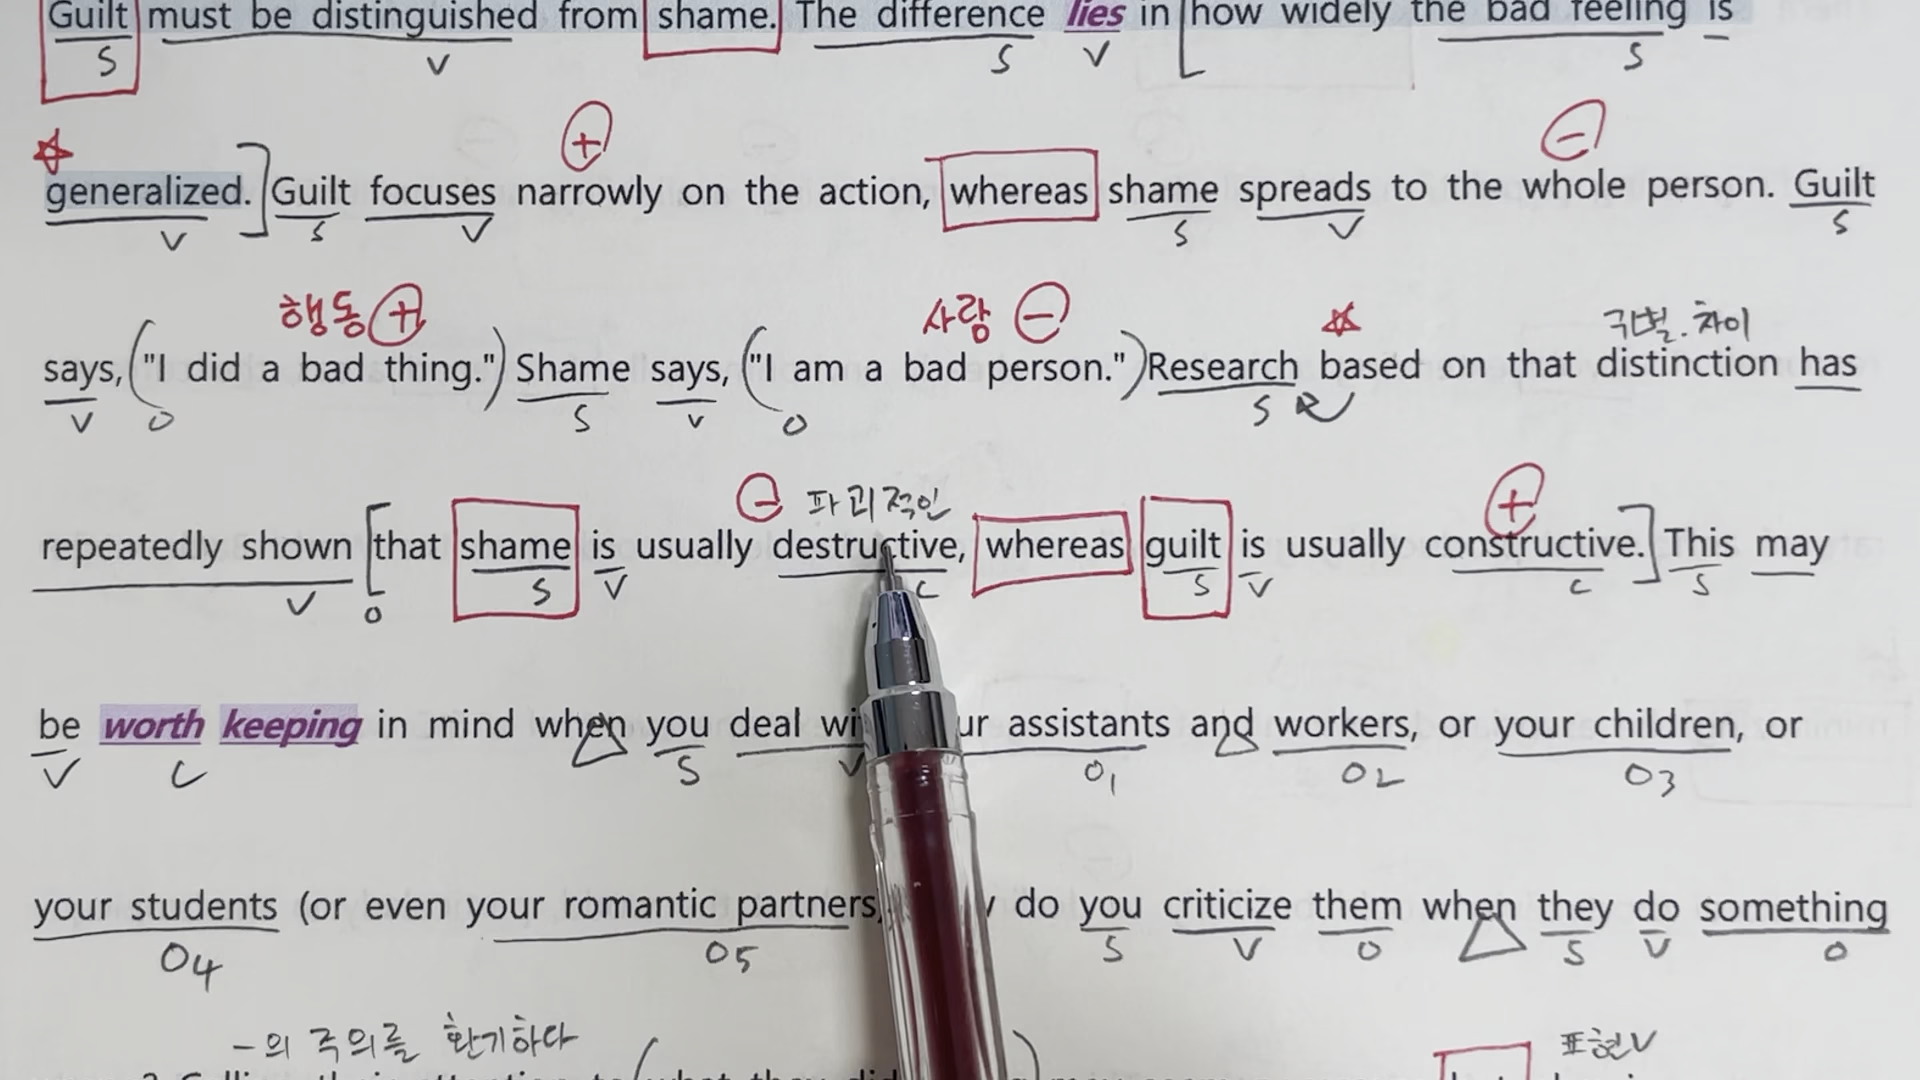 Guilt must be distinguished from shame. The difference lies in how widely the bad feeling is
S V S V S
+ −
generalized. Guilt focuses narrowly on the action, whereas shame spreads to the whole person. Guilt
V S V S V S
행동 + 사람 − 구별. 차이
says, "I did a bad thing." Shame says, "I am a bad person." Research based on that distinction has
V O S V O S
− 파괴적인 +
repeatedly shown that shame is usually destructive, whereas guilt is usually constructive. This may
V O S V C S V C S
be worth keeping in mind when you deal assistants and workers, or your children, or
V C S V O1 O2 O3
your students (or even your romantic partners, do you criticize them when they do something
O4 O5 S V O S V O
-의 주의를 환기하다 표현V